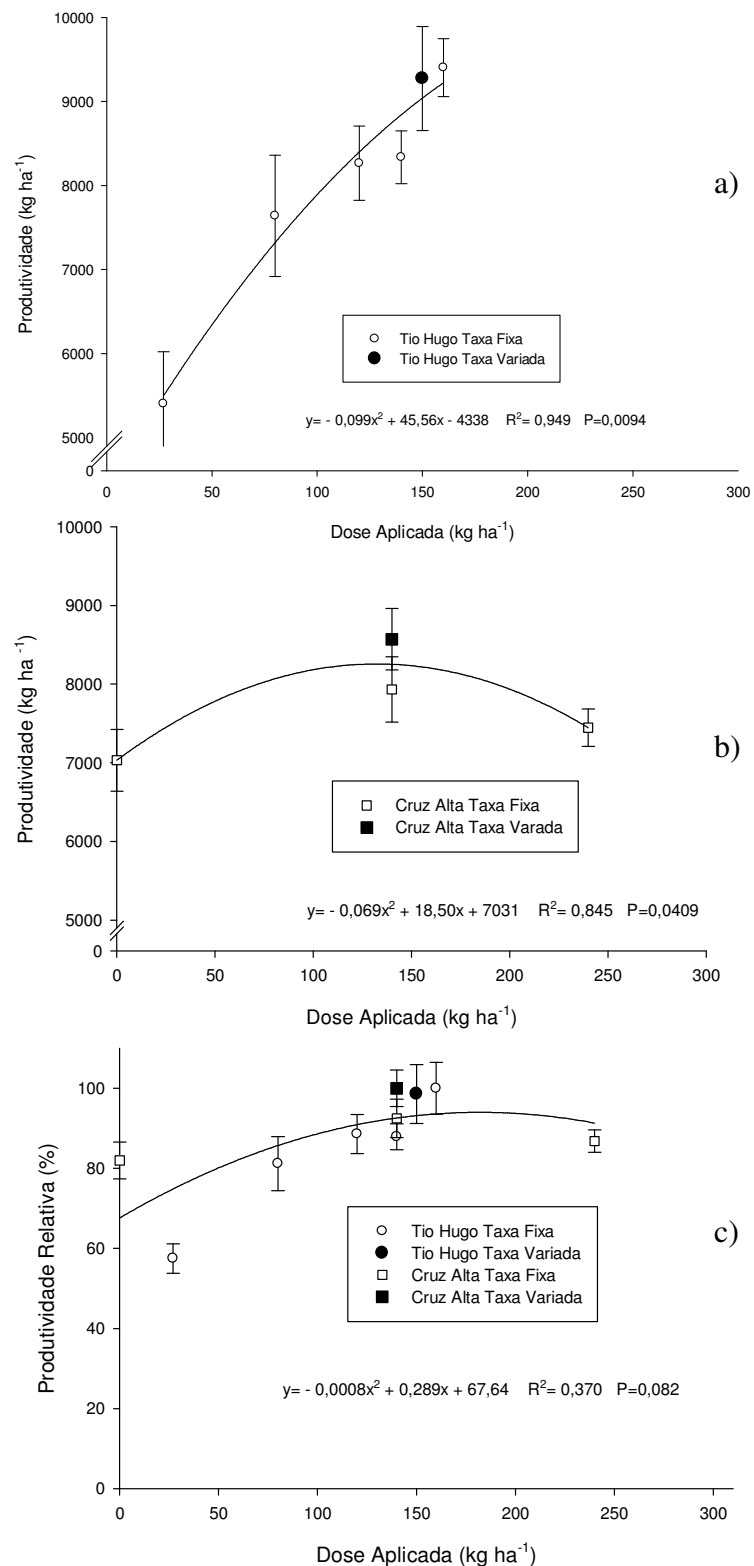 10000
9000
8000
7000
6000
5000
0
Produtividade (kg ha⁻¹)
a)
Tio Hugo Taxa Fixa
Tio Hugo Taxa Variada
y= - 0,099x² + 45,56x - 4338 R²= 0,949 P=0,0094
0 50 100 150 200 250 300
Dose Aplicada (kg ha⁻¹)
10000
9000
8000
7000
6000
5000
0
Produtividade (kg ha ⁻¹)
b)
Cruz Alta Taxa Fixa
Cruz Alta Taxa Varada
y= - 0,069x² + 18,50x + 7031 R²= 0,845 P=0,0409
0 50 100 150 200 250 300
Dose Aplicada (kg ha⁻¹)
100
80
60
40
20
0
Produtividade Relativa (%)
c)
Tio Hugo Taxa Fixa
Tio Hugo Taxa Variada
Cruz Alta Taxa Fixa
Cruz Alta Taxa Variada
y= - 0,0008x² + 0,289x + 67,64 R²= 0,370 P=0,082
0 50 100 150 200 250 300
Dose Aplicada (kg ha⁻¹)